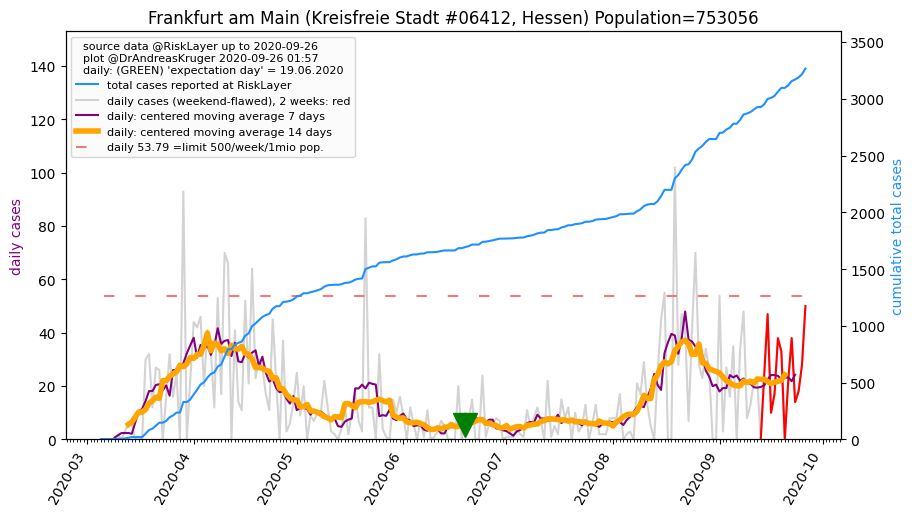 Frankfurt am Main (Kreisfreie Stadt #06412, Hessen) Population=753056
source data @RiskLayer up to 2020-09-26
plot @DrAndreasKruger 2020-09-26 01:57
daily: (GREEN) 'expectation day' = 19.06.2020
total cases reported at RiskLayer
daily cases (weekend-flawed), 2 weeks: red
daily: centered moving average 7 days
daily: centered moving average 14 days
daily 53.79 =limit 500/week/1mio pop.
daily cases
140
120
100
80
60
40
20
0
cumulative total cases
3500
3000
2500
2000
1500
1000
500
0
2020-03
2020-04
2020-05
2020-06
2020-07
2020-08
2020-09
2020-10